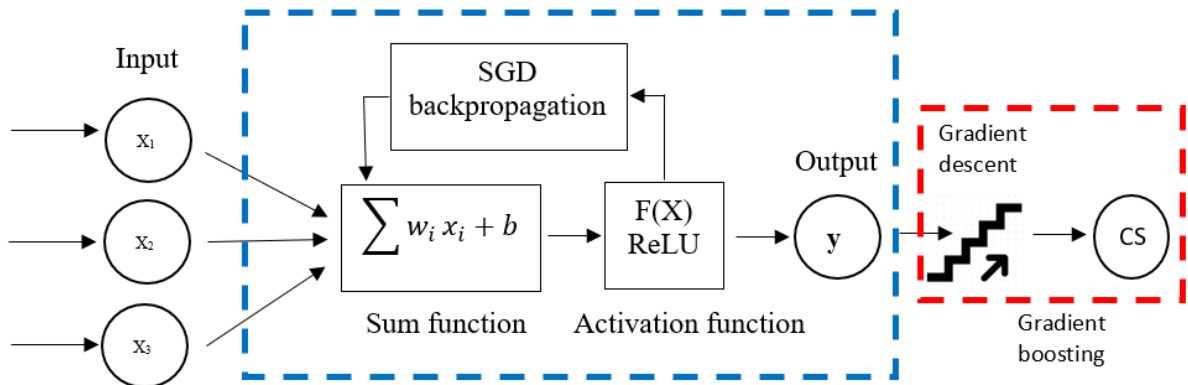 Input
x₁
x₂
x₃
SGD
backpropagation
∑ wᵢ xᵢ + b
Sum function
F(X)
ReLU
Activation function
Output
y
Gradient
descent
CS
Gradient
boosting